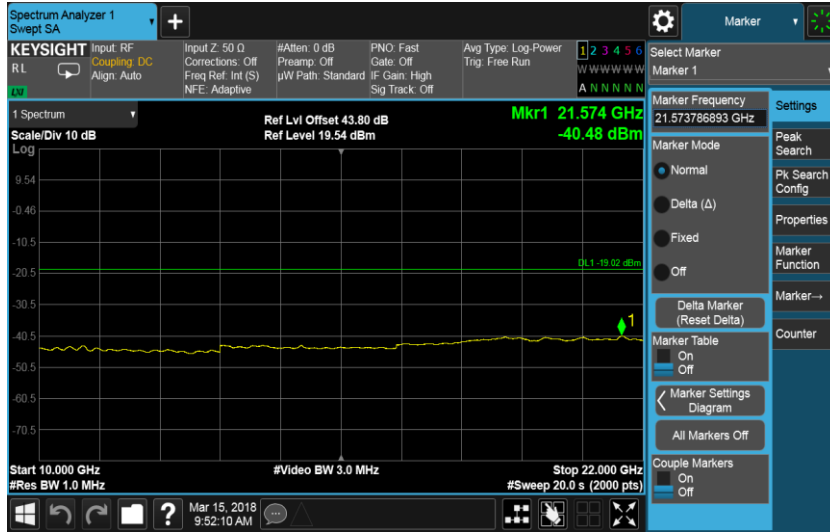 Spectrum Analyzer 1
Swept SA
+
Marker
KEYSIGHT
RL
LXI
Input: RF
Coupling: DC
Align: Auto
Input Z: 50 Ω
Corrections: Off
Freq Ref: Int (S)
NFE: Adaptive
#Atten: 0 dB
Preamp: Off
µW Path: Standard
PNO: Fast
Gate: Off
IF Gain: High
Sig Track: Off
Avg Type: Log-Power
Trig: Free Run
1 2 3 4 5 6
W W W W W W
A N N N N N
Select Marker
Marker 1
1 Spectrum
Scale/Div 10 dB
Log
Ref Lvl Offset 43.80 dB
Ref Level 19.54 dBm
Mkr1 21.574 GHz
-40.48 dBm
9.54
-0.46
-10.5
-20.5
-30.5
-40.5
-50.5
-60.5
-70.5
DL1 -19.02 dBm
1
Start 10.000 GHz
#Res BW 1.0 MHz
#Video BW 3.0 MHz
Stop 22.000 GHz
#Sweep 20.0 s (2000 pts)
Marker Frequency
21.573786893 GHz
Marker Mode
Normal
Delta (Δ)
Fixed
Off
Delta Marker
(Reset Delta)
Marker Table
On
Off
Marker Settings
Diagram
All Markers Off
Couple Markers
On
Off
Settings
Peak
Search
Pk Search
Config
Properties
Marker
Function
Marker→
Counter
?
Mar 15, 2018
9:52:10 AM